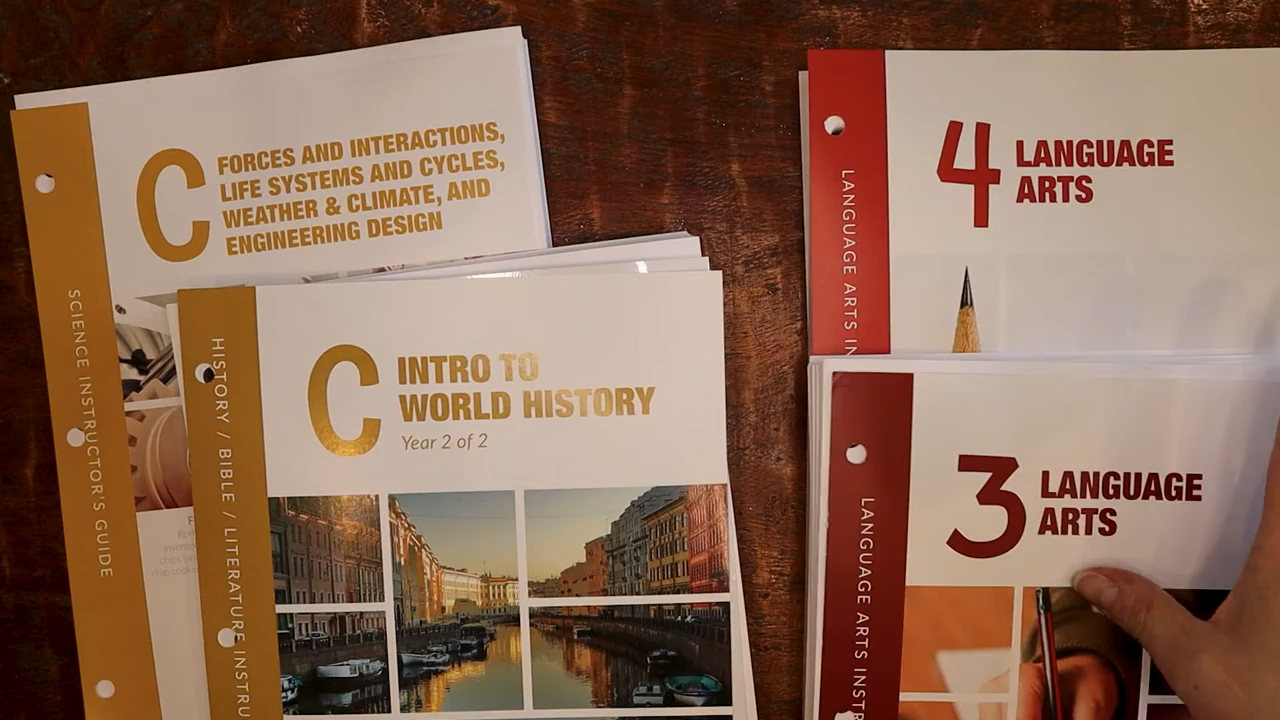 C
FORCES AND INTERACTIONS,
LIFE SYSTEMS AND CYCLES,
WEATHER & CLIMATE, AND
ENGINEERING DESIGN
SCIENCE INSTRUCTOR'S GUIDE
C
INTRO TO
WORLD HISTORY
Year 2 of 2
HISTORY / BIBLE / LITERATURE INSTRU
4
LANGUAGE
ARTS
LANGUAGE ARTS IN
3
LANGUAGE
ARTS
LANGUAGE ARTS INSTR